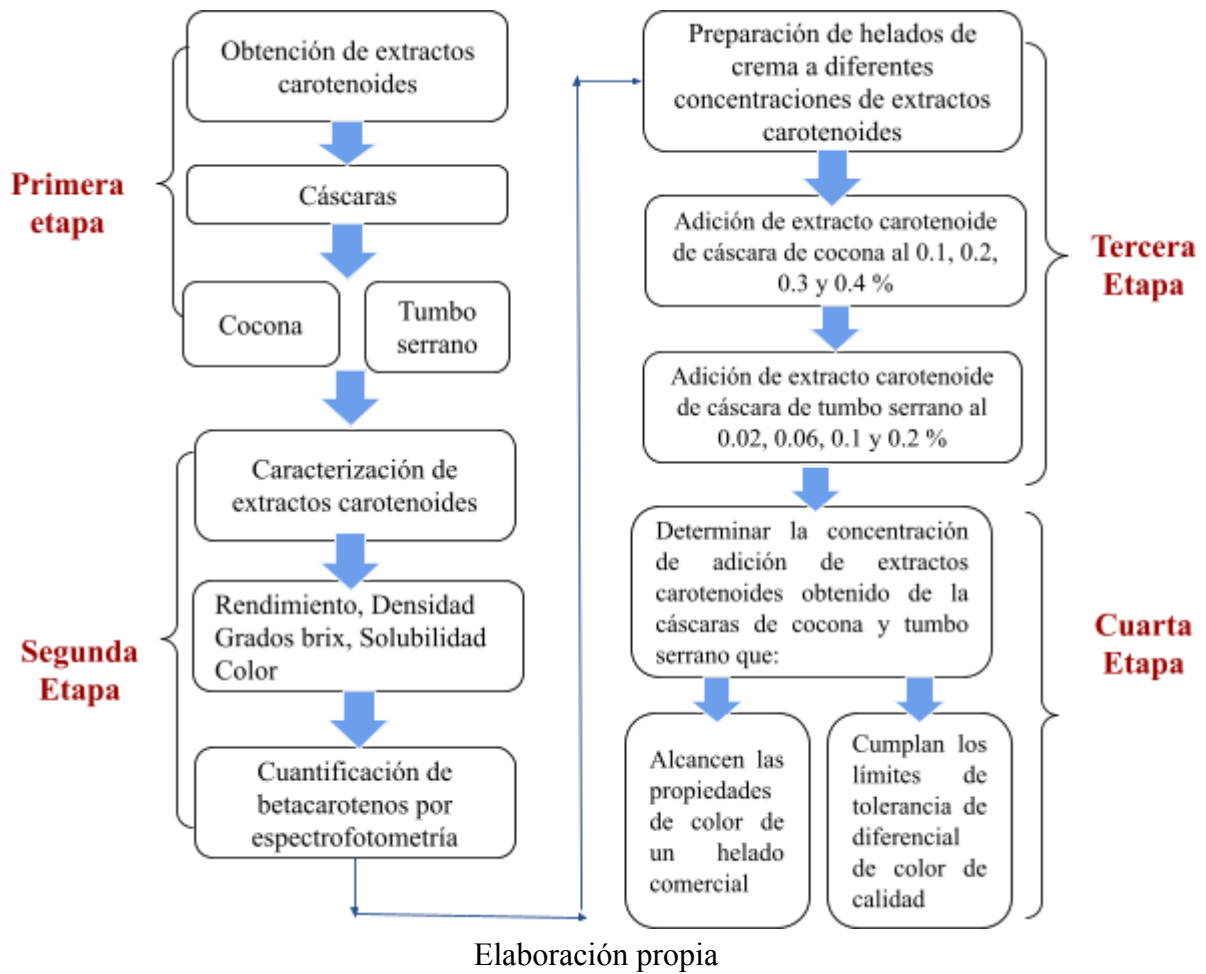 Primera
etapa
Obtención de extractos
carotenoides
Cáscaras
Cocona
Tumbo
serrano
Segunda
Etapa
Caracterización de
extractos carotenoides
Rendimiento, Densidad
Grados brix, Solubilidad
Color
Cuantificación de
betacarotenos por
espectrofotometría
Preparación de helados de
crema a diferentes
concentraciones de extractos
carotenoides
Adición de extracto carotenoide
de cáscara de cocona al 0.1, 0.2,
0.3 y 0.4 %
Adición de extracto carotenoide
de cáscara de tumbo serrano al
0.02, 0.06, 0.1 y 0.2 %
Tercera
Etapa
Determinar la concentración
de adición de extractos
carotenoides obtenido de la
cáscaras de cocona y tumbo
serrano que:
Alcancen las
propiedades
de color de
un helado
comercial
Cumplan los
límites de
tolerancia de
diferencial
de color de
calidad
Cuarta
Etapa
Elaboración propia